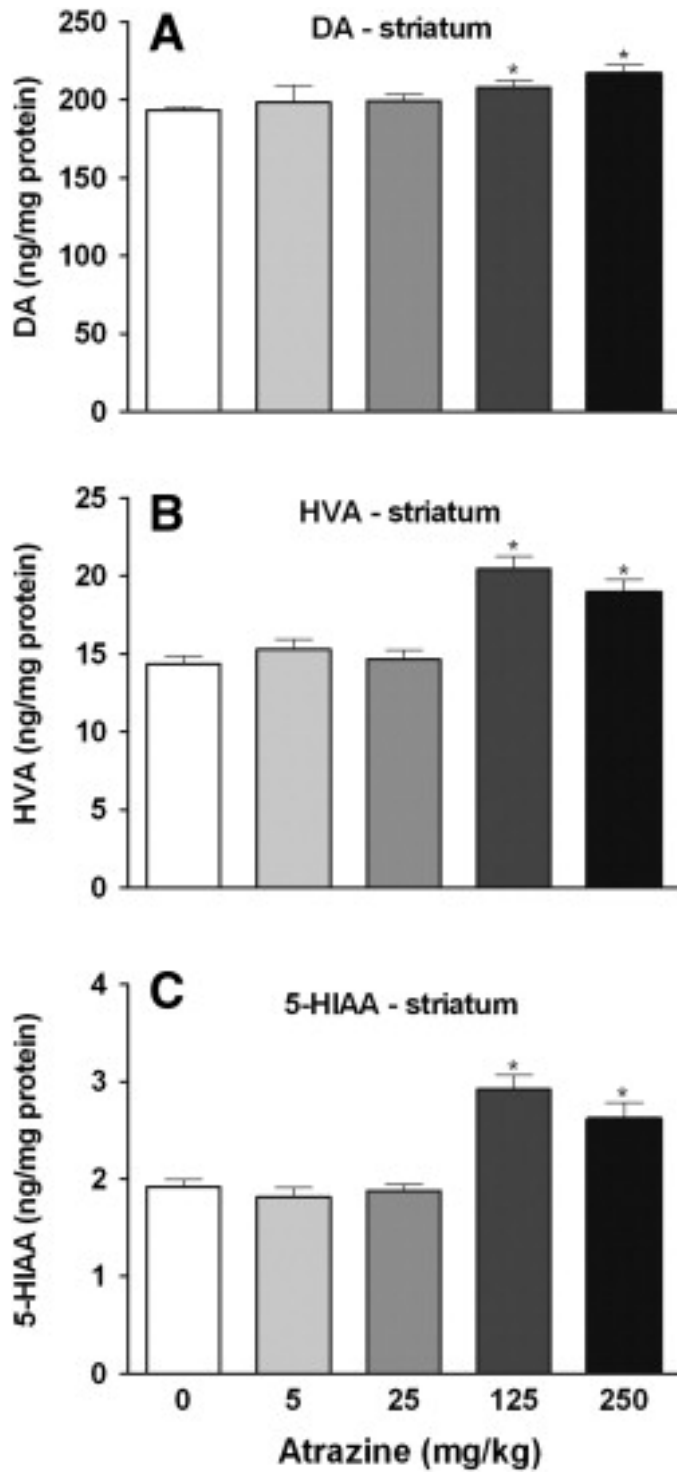 A
DA - striatum
DA (ng/mg protein)
250
200
150
100
50
0
*
*
B
HVA - striatum
HVA (ng/mg protein)
25
20
15
10
5
0
*
*
C
5-HIAA - striatum
5-HIAA (ng/mg protein)
4
3
2
1
0
*
*
0 5 25 125 250
Atrazine (mg/kg)